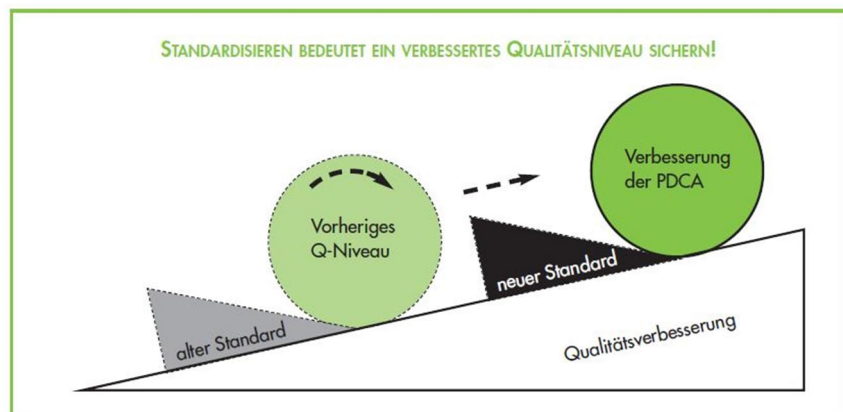 Standardisieren bedeutet ein verbessertes Qualitätsniveau sichern!
Verbesserung
der PDCA
Vorheriges
Q-Niveau
neuer Standard
alter Standard
Qualitätsverbesserung